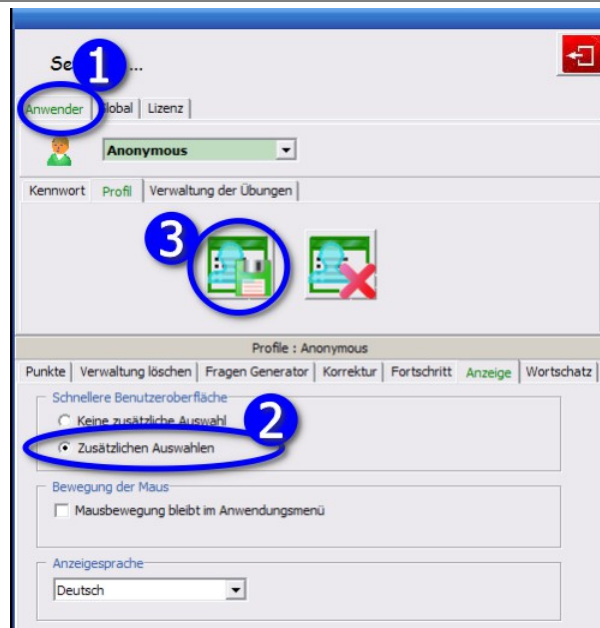 1
...
Anwender Global Lizenz
Anonymous
Kennwort Profil Verwaltung der Übungen
3
Profile : Anonymous
Punkte Verwaltung löschen Fragen Generator Korrektur Fortschritt Anzeige Wortschatz
Schnellere Benutzeroberfläche
Keine zusätzliche Auswahl
2
Zusätzlichen Auswahlen
Bewegung der Maus
Mausbewegung bleibt im Anwendungsmenü
Anzeigesprache
Deutsch